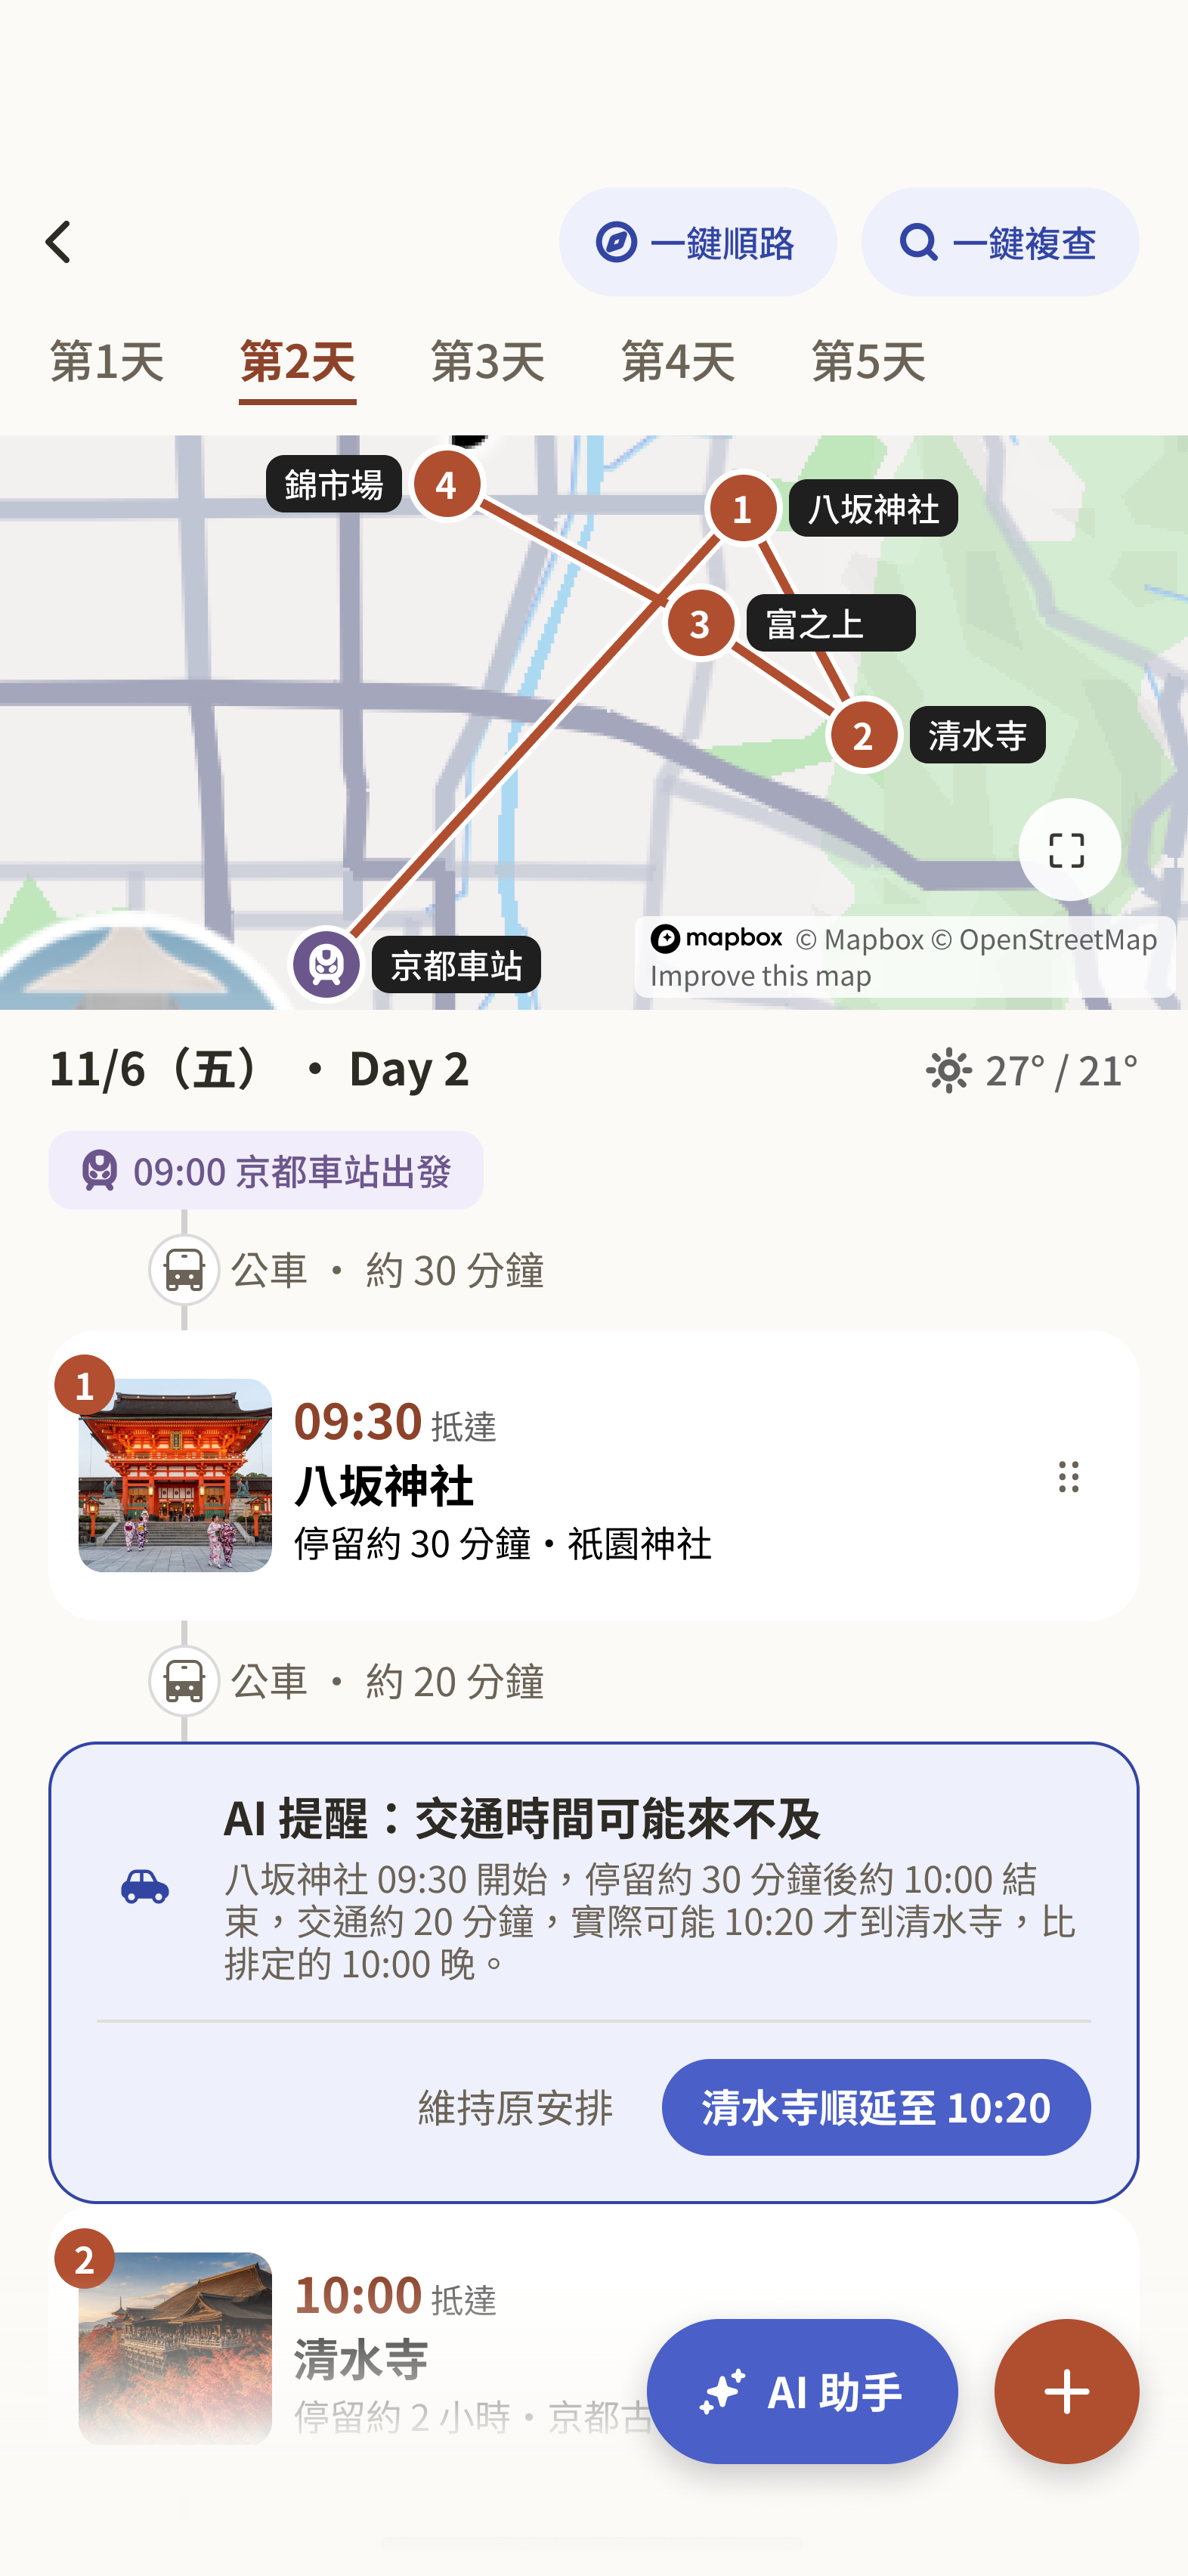 一鍵順路
一鍵複查
第1天
第2天
第3天
第4天
第5天
錦市場
4
1
八坂神社
3
富之上
2
清水寺
京都車站
mapbox © Mapbox © OpenStreetMap
Improve this map
11/6（五） • Day 2
27° / 21°
09:00 京都車站出發
公車 • 約 30 分鐘
1
09:30 抵達
八坂神社
停留約 30 分鐘・祇園神社
公車 • 約 20 分鐘
AI 提醒：交通時間可能來不及
八坂神社 09:30 開始，停留約 30 分鐘後約 10:00 結
束，交通約 20 分鐘，實際可能 10:20 才到清水寺，比
排定的 10:00 晚。
維持原安排
清水寺順延至 10:20
2
10:00 抵達
清水寺
停留約 2 小時・京都古
AI 助手